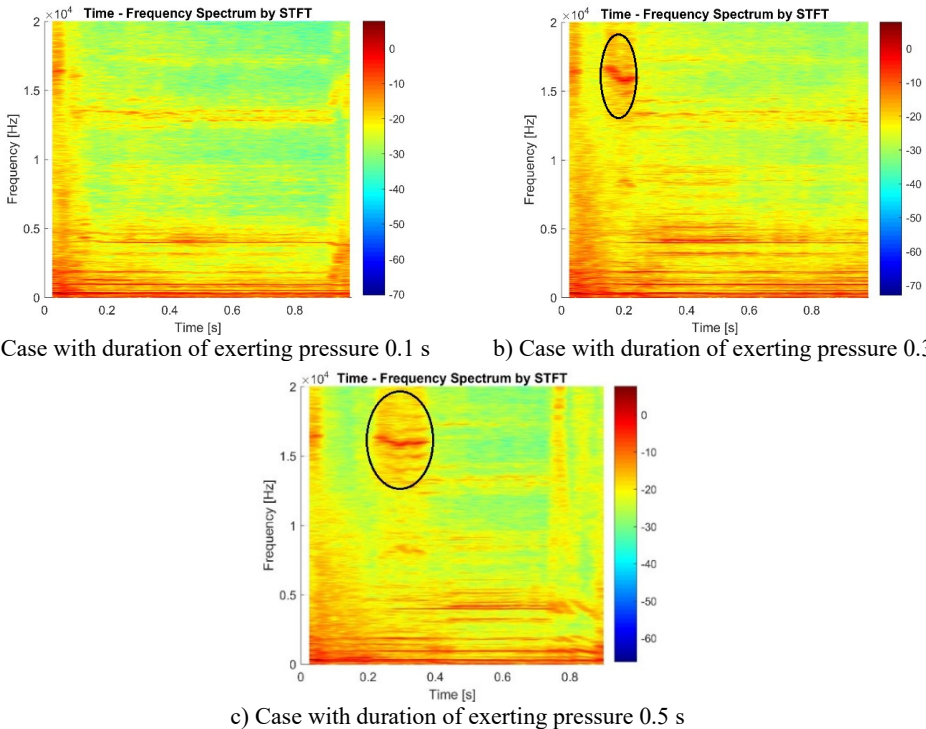 Time - Frequency Spectrum by STFT
×10⁴
2
1.5
1
0.5
0
Frequency [Hz]
0 0.2 0.4 0.6 0.8
Time [s]
0
-10
-20
-30
-40
-50
-60
-70
Case with duration of exerting pressure 0.1 s
Time - Frequency Spectrum by STFT
×10⁴
2
1.5
1
0.5
0
Frequency [Hz]
0 0.2 0.4 0.6 0.8
Time [s]
0
-10
-20
-30
-40
-50
-60
-70
b) Case with duration of exerting pressure 0.3
Time - Frequency Spectrum by STFT
×10⁴
2
1.5
1
0.5
0
Frequency [Hz]
0 0.2 0.4 0.6 0.8
Time [s]
0
-10
-20
-30
-40
-50
-60
c) Case with duration of exerting pressure 0.5 s